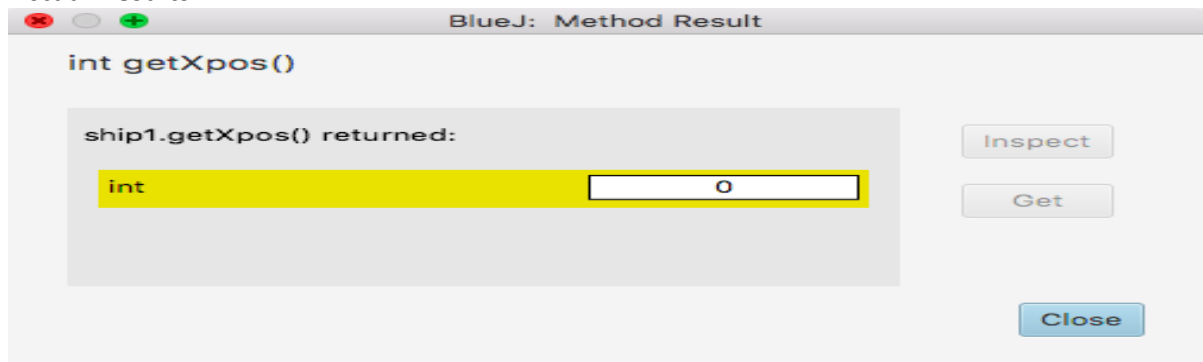 BlueJ: Method Result
int getXpos()
ship1.getXpos() returned:
Inspect
int 0
Get
Close